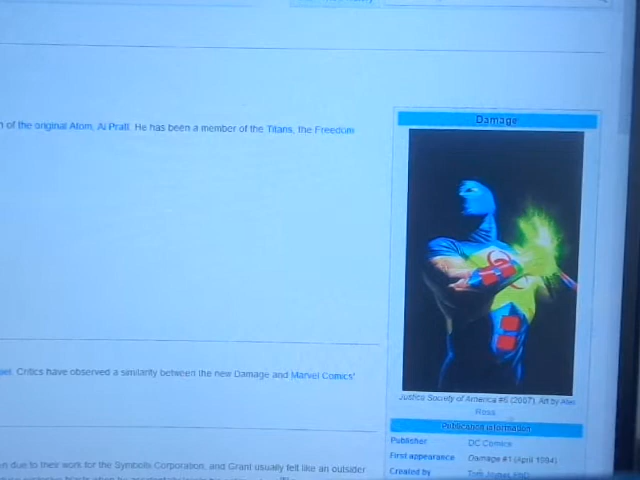 n of the original Atom, Al Pratt. He has been a member of the Titans, the Freedom
Critics have observed a similarity between the new Damage and Marvel Comics'
n due to their work for the Symbolix Corporation, and Grant usually felt like an outsider
Damage
Justice Society of America #6 (2007), Art by Alex
Ross.
Publication information
Publisher DC Comics
First appearance Damage #1 (April 1994)
Created by Tom Joyner